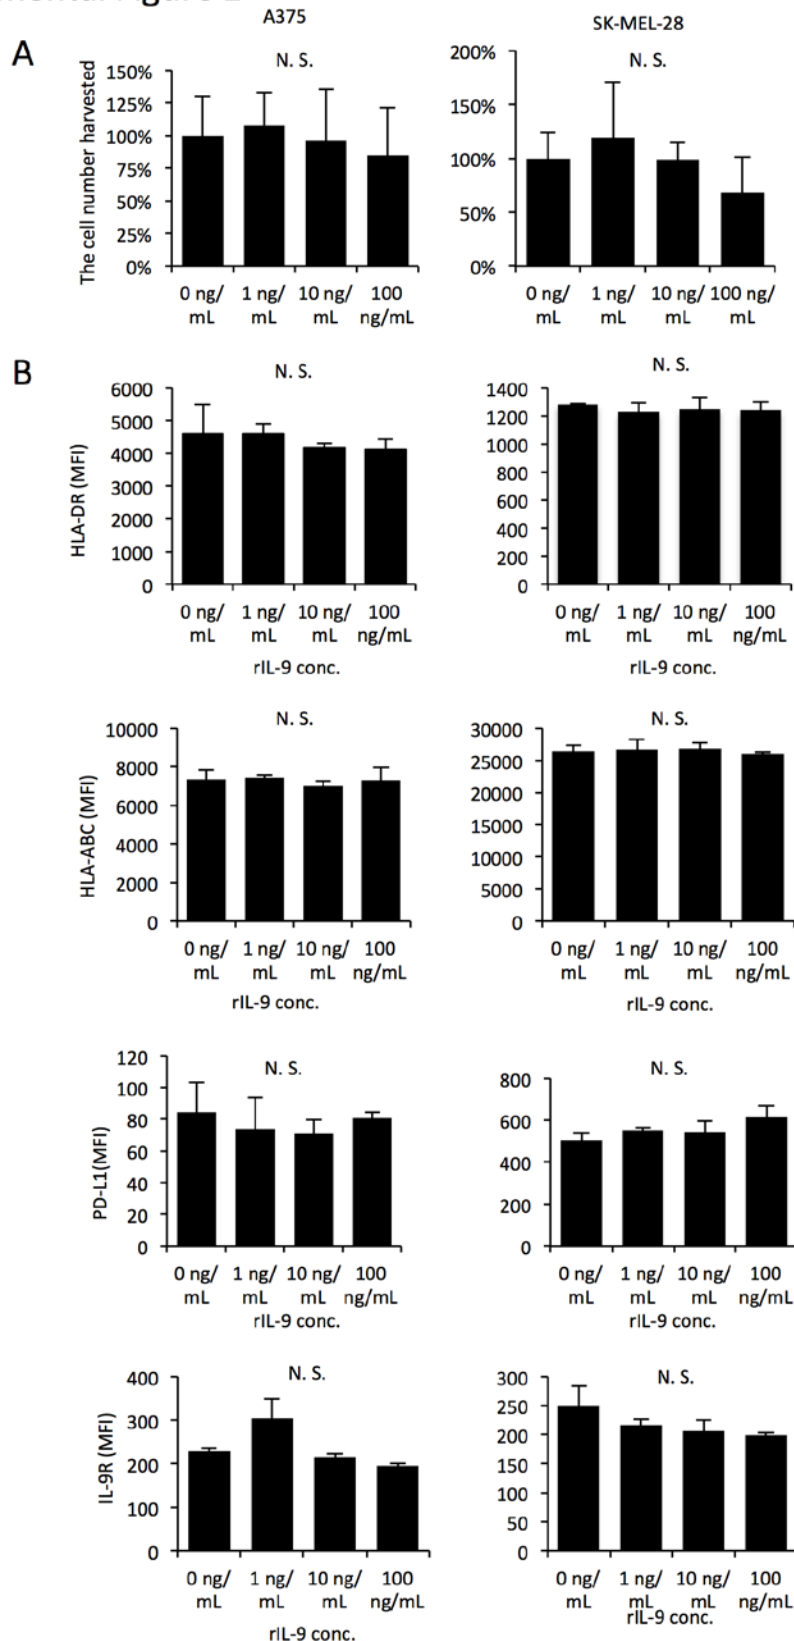 A375
SK-MEL-28
A
N. S.
The cell number harvested
150%
125%
100%
75%
50%
25%
0%
0 ng/ 1 ng/ 10 ng/ 100
mL mL mL ng/mL
N. S.
200%
150%
100%
50%
0%
0 ng/ 1 ng/ 10 ng/ 100 ng/
mL mL mL mL
B
N. S.
HLA-DR (MFI)
6000
5000
4000
3000
2000
1000
0
0 ng/ 1 ng/ 10 ng/ 100
mL mL mL ng/mL
rIL-9 conc.
N. S.
1400
1200
1000
800
600
400
200
0
0 ng/ 1 ng/ 10 ng/ 100
mL mL mL ng/mL
rIL-9 conc.
N. S.
HLA-ABC (MFI)
10000
8000
6000
4000
2000
0
0 ng/ 1 ng/ 10 ng/ 100
mL mL mL ng/mL
rIL-9 conc.
N. S.
30000
25000
20000
15000
10000
5000
0
0 ng/ 1 ng/ 10 ng/ 100
mL mL mL ng/mL
rIL-9 conc.
N. S.
PD-L1(MFI)
120
100
80
60
40
20
0
0 ng/ 1 ng/ 10 ng/ 100
mL mL mL ng/mL
rIL-9 conc.
N. S.
800
600
400
200
0
0 ng/ 1 ng/ 10 ng/ 100
mL mL mL ng/mL
rIL-9 conc.
N. S.
IL-9R (MFI)
400
300
200
100
0
0 ng/ 1 ng/ 10 ng/ 100
mL mL mL ng/mL
rIL-9 conc.
N. S.
300
250
200
150
100
50
0
0 ng/ 1 ng/ 10 ng/ 100
mL mL mL ng/mL
rIL-9 conc.